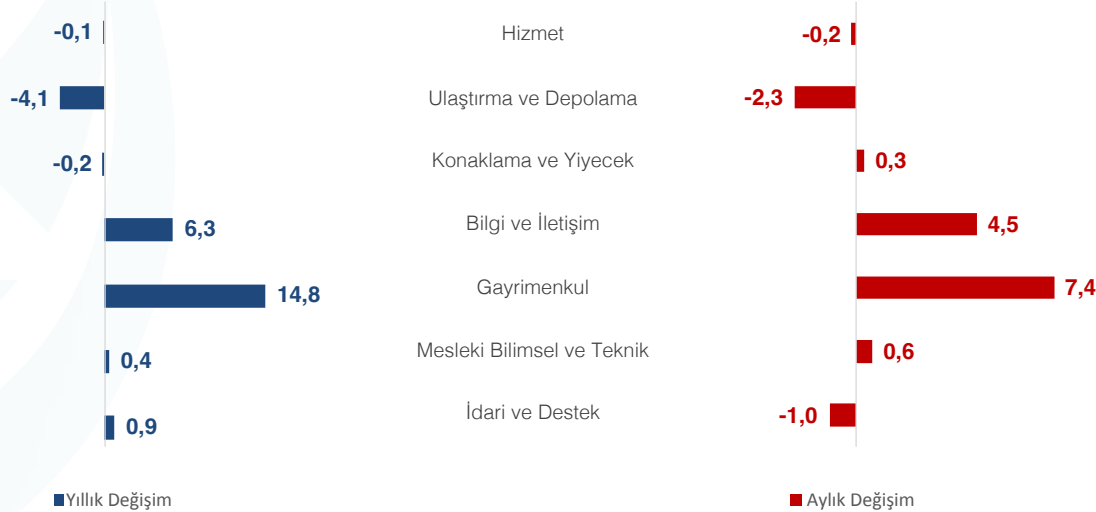 -0,1 Hizmet -0,2
-4,1 Ulaştırma ve Depolama -2,3
-0,2 Konaklama ve Yiyecek 0,3
6,3 Bilgi ve İletişim 4,5
14,8 Gayrimenkul 7,4
0,4 Mesleki Bilimsel ve Teknik 0,6
0,9 İdari ve Destek -1,0
Yıllık Değişim Aylık Değişim